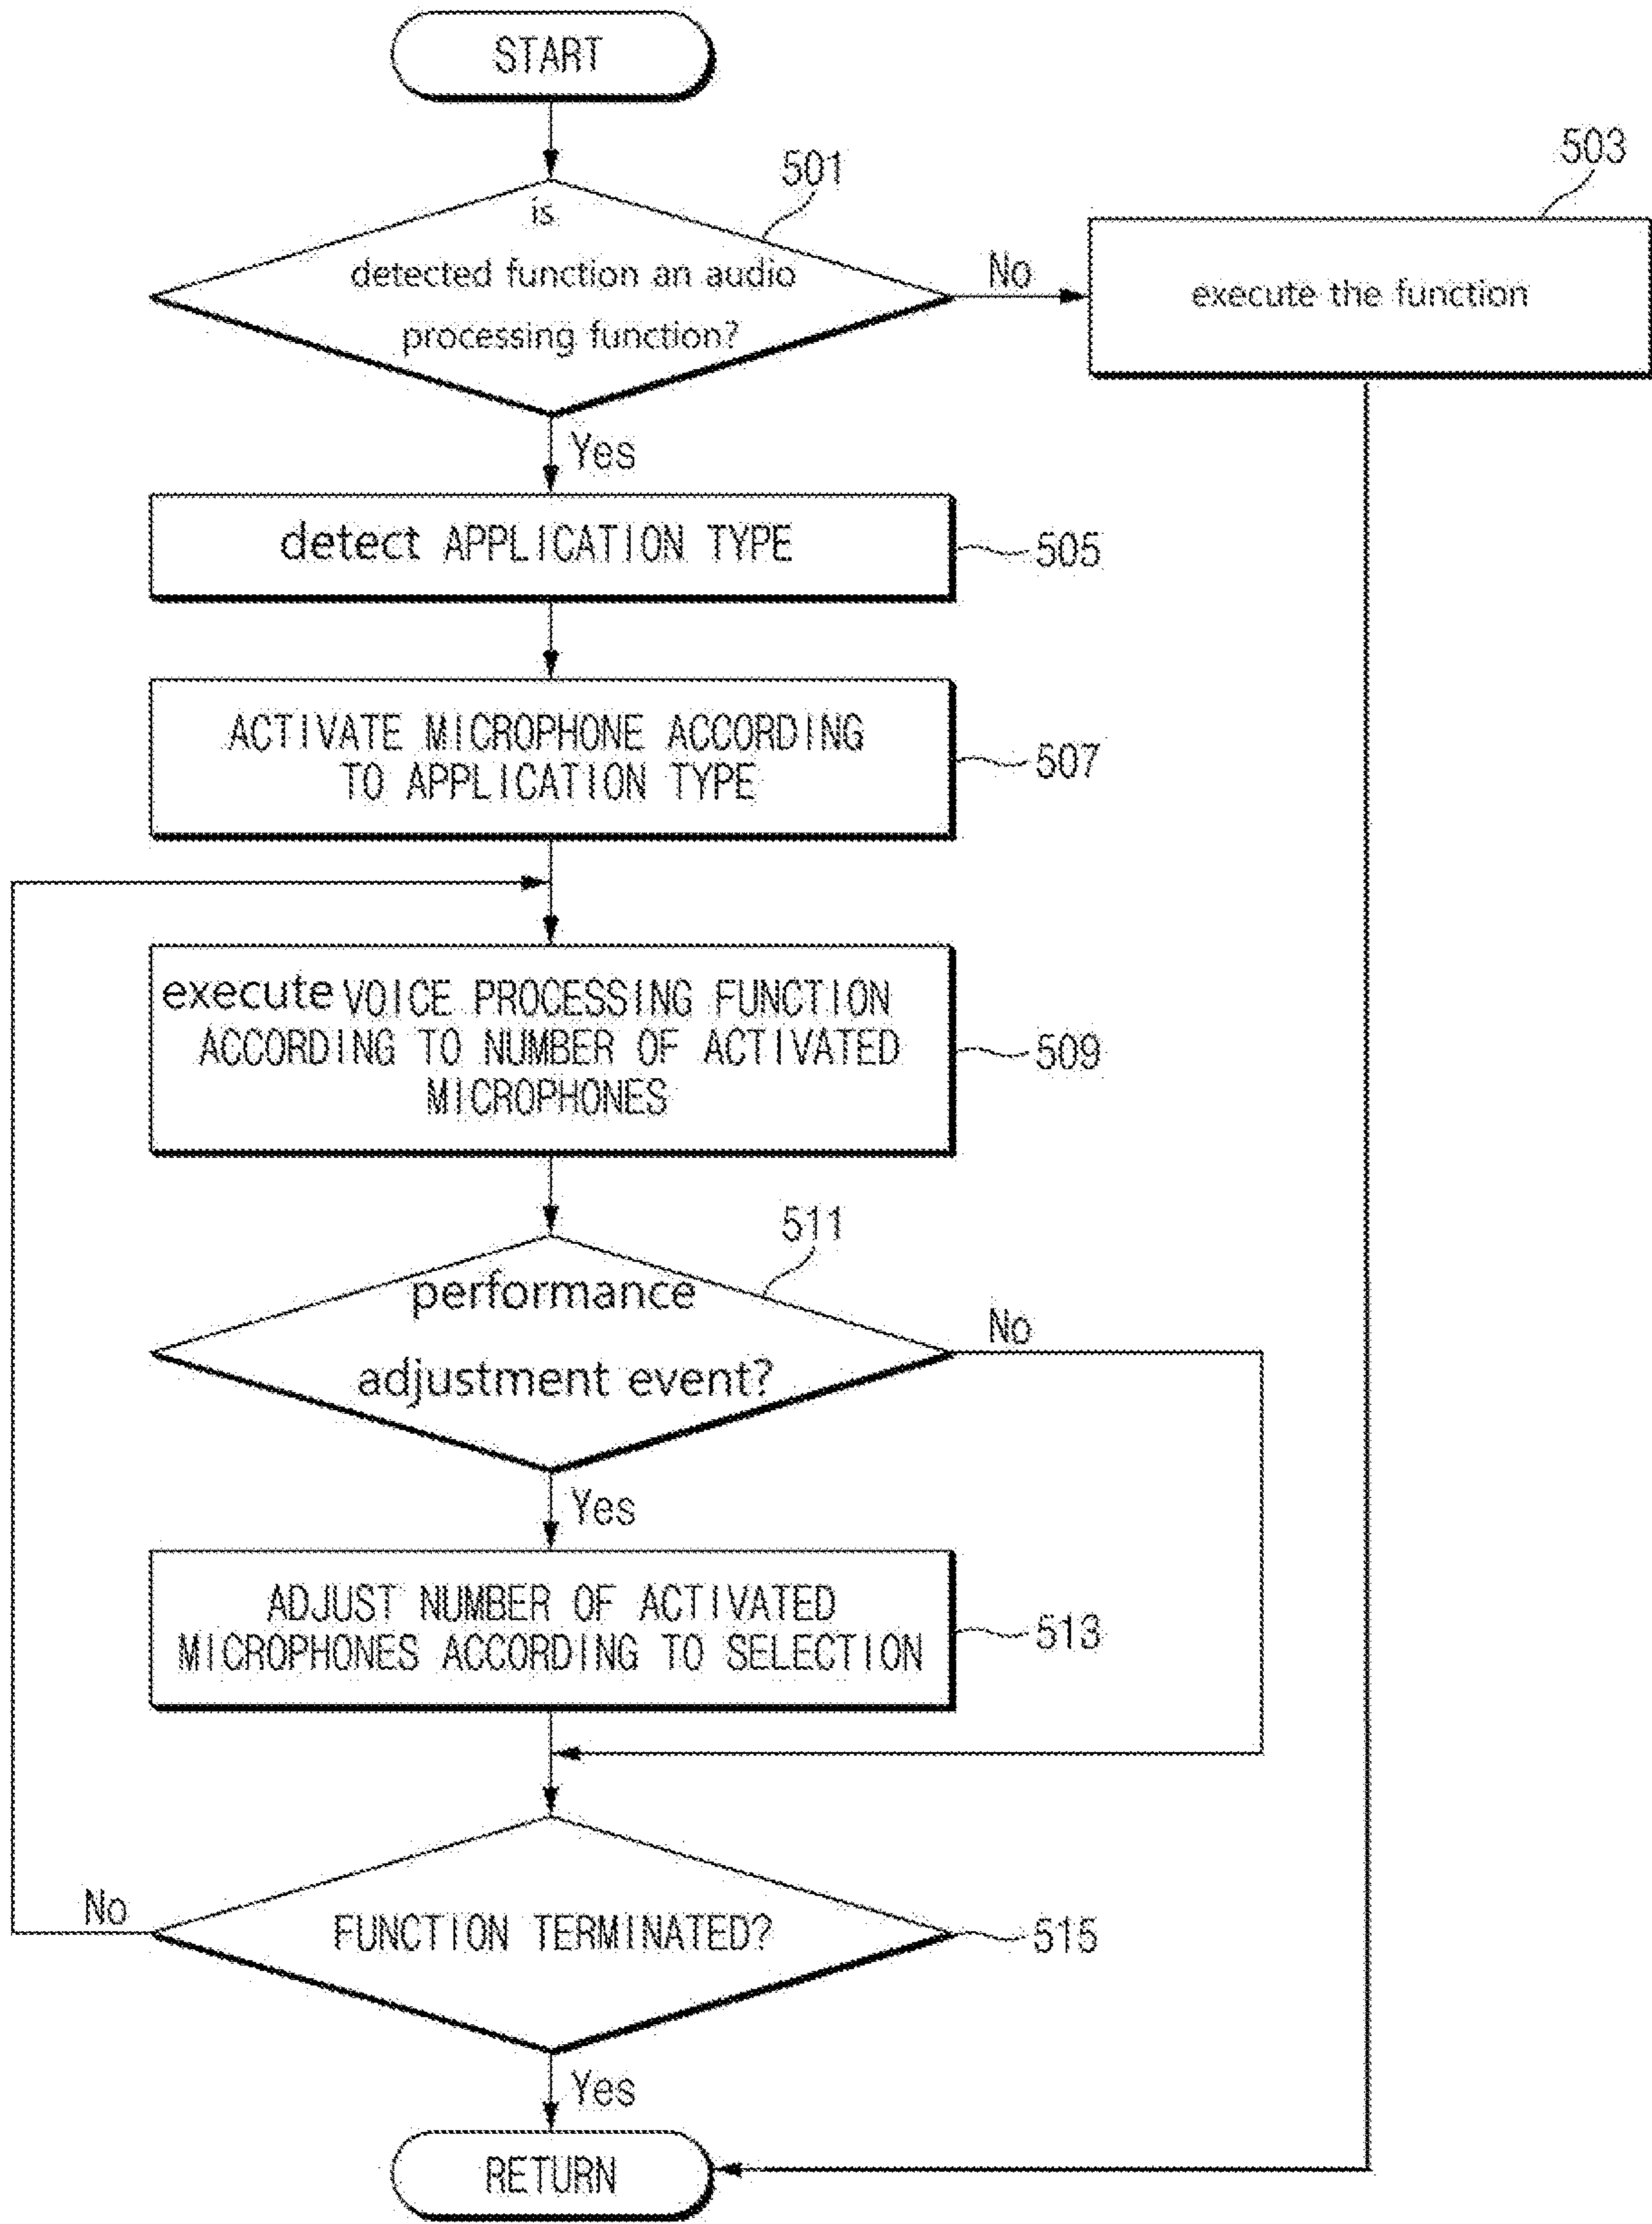 START
501
503
is
detected function an audio
processing function?
No
execute the function
Yes
detect APPLICATION TYPE
505
ACTIVATE MICROPHONE ACCORDING
TO APPLICATION TYPE
507
execute VOICE PROCESSING FUNCTION
ACCORDING TO NUMBER OF ACTIVATED
MICROPHONES
509
511
performance
adjustment event?
No
Yes
ADJUST NUMBER OF ACTIVATED
MICROPHONES ACCORDING TO SELECTION
513
No
FUNCTION TERMINATED?
515
Yes
RETURN